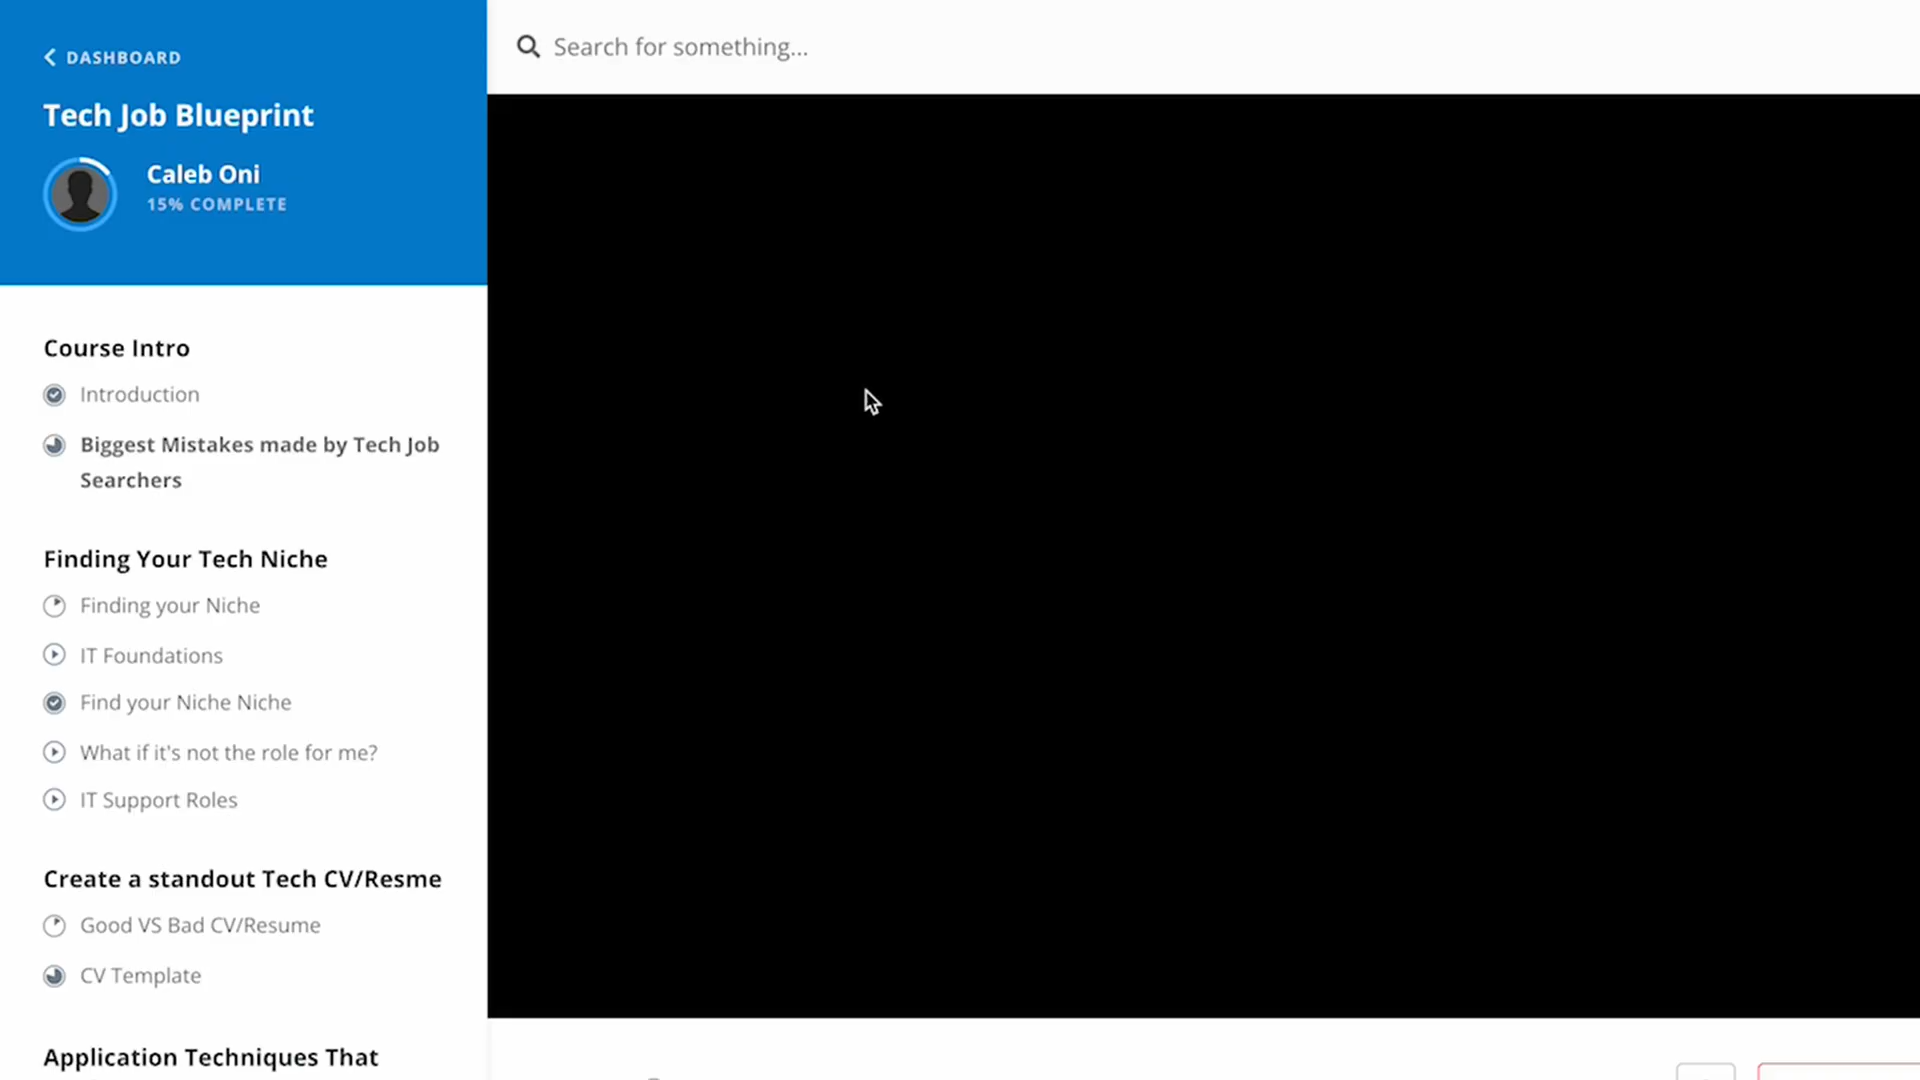 DASHBOARD
Search for something...
Tech Job Blueprint
Caleb Oni
15% COMPLETE
Course Intro
Introduction
Biggest Mistakes made by Tech Job
Searchers
Finding Your Tech Niche
Finding your Niche
IT Foundations
Find your Niche Niche
What if it's not the role for me?
IT Support Roles
Create a standout Tech CV/Resme
Good VS Bad CV/Resume
CV Template
Application Techniques That